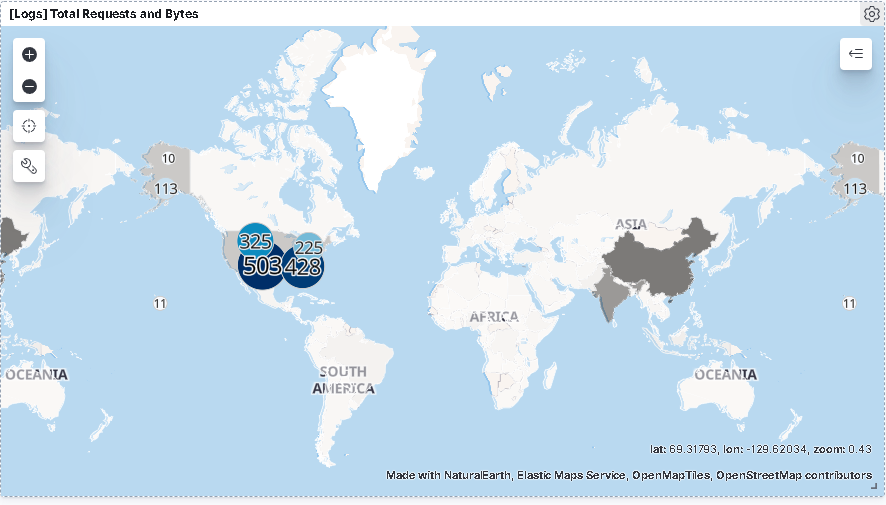 [Logs] Total Requests and Bytes
10
10
113
113
325
225
503
428
ASIA
11
11
AFRICA
OCEANIA
SOUTH
AMERICA
OCEANIA
lat: 69.31793, lon: -129.62034, zoom: 0.43
Made with NaturalEarth, Elastic Maps Service, OpenMapTiles, OpenStreetMap contributors